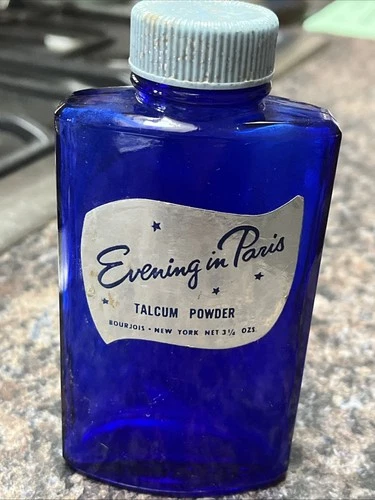 Evening in Paris
TALCUM POWDER
BOURJOIS • NEW YORK NET 3¼ OZS.